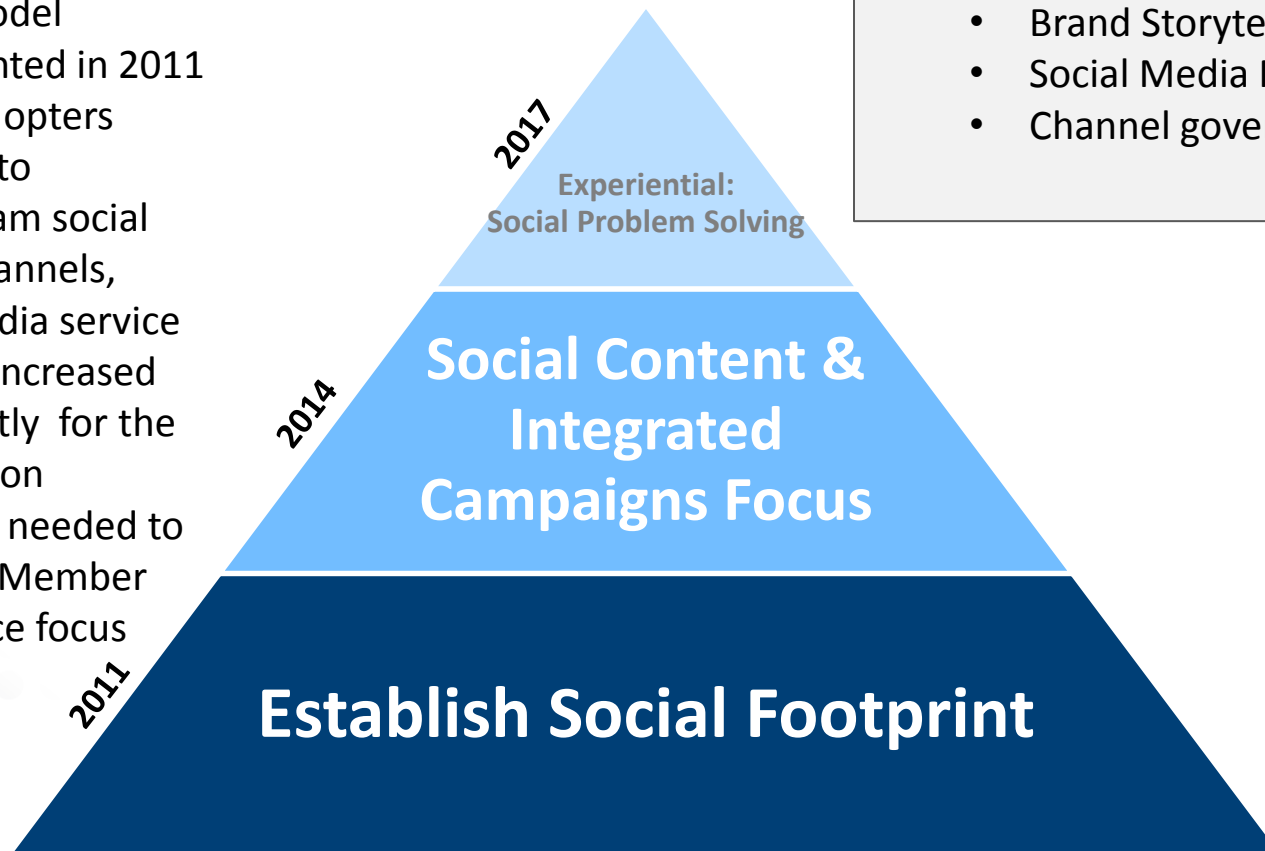 odel
nted in 2011
opters
to
am social
annels,
dia service
increased
tly for the
on
needed to
Member
ce focus
• Brand Storyte
• Social Media
• Channel gove
2017
Experiential:
Social Problem Solving
2014
Social Content &
Integrated
Campaigns Focus
2011
Establish Social Footprint